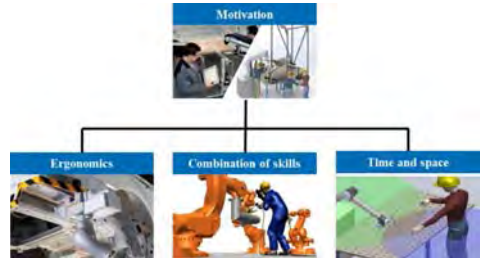 Motivation
Ergonomics
Combination of skills
Time and space